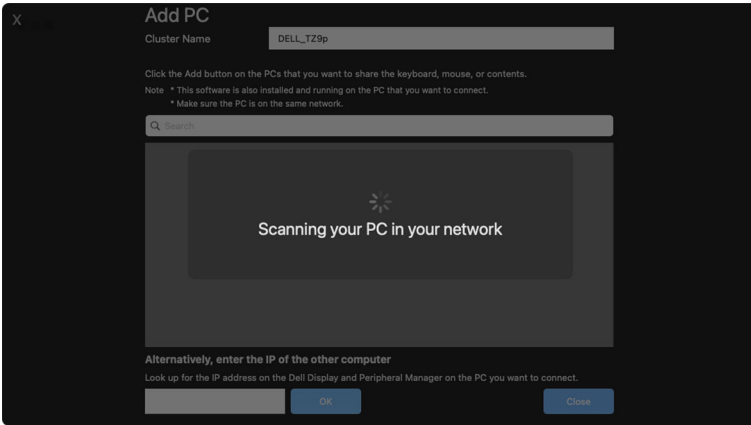 X
Add PC
Cluster Name
DELL_TZ9p
Click the Add button on the PCs that you want to share the keyboard, mouse, or contents.
Note * This software is also installed and running on the PC that you want to connect.
* Make sure the PC is on the same network.
Search
Scanning your PC in your network
Alternatively, enter the IP of the other computer
Look up for the IP address on the Dell Display and Peripheral Manager on the PC you want to connect.
OK
Close